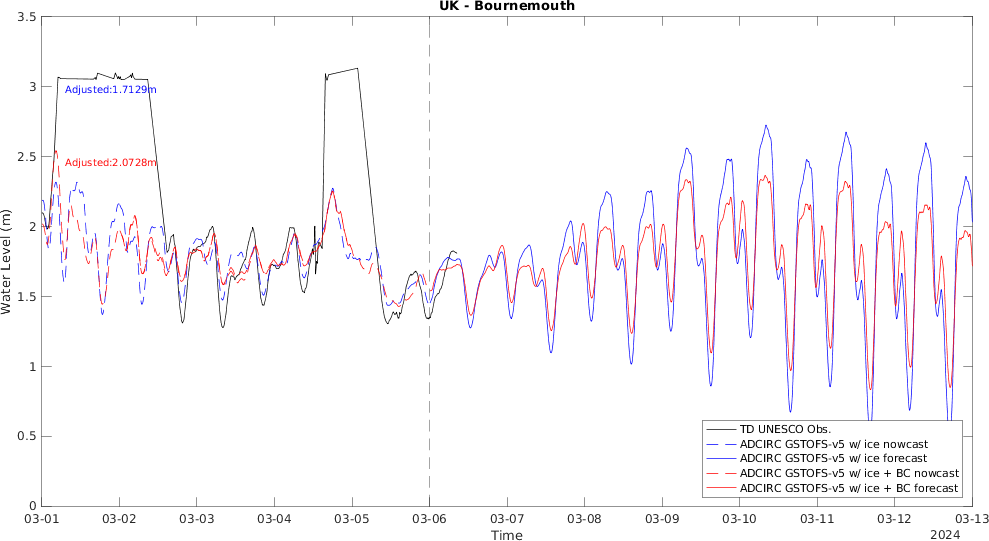 UK - Bournemouth
3.5
3
2.5
2
1.5
1
0.5
0
Water Level (m)
Adjusted:1.7129m
Adjusted:2.0728m
TD UNESCO Obs.
ADCIRC GSTOFS-v5 w/ ice nowcast
ADCIRC GSTOFS-v5 w/ ice forecast
ADCIRC GSTOFS-v5 w/ ice + BC nowcast
ADCIRC GSTOFS-v5 w/ ice + BC forecast
03-01 03-02 03-03 03-04 03-05 03-06 03-07 03-08 03-09 03-10 03-11 03-12 03-13
Time
2024